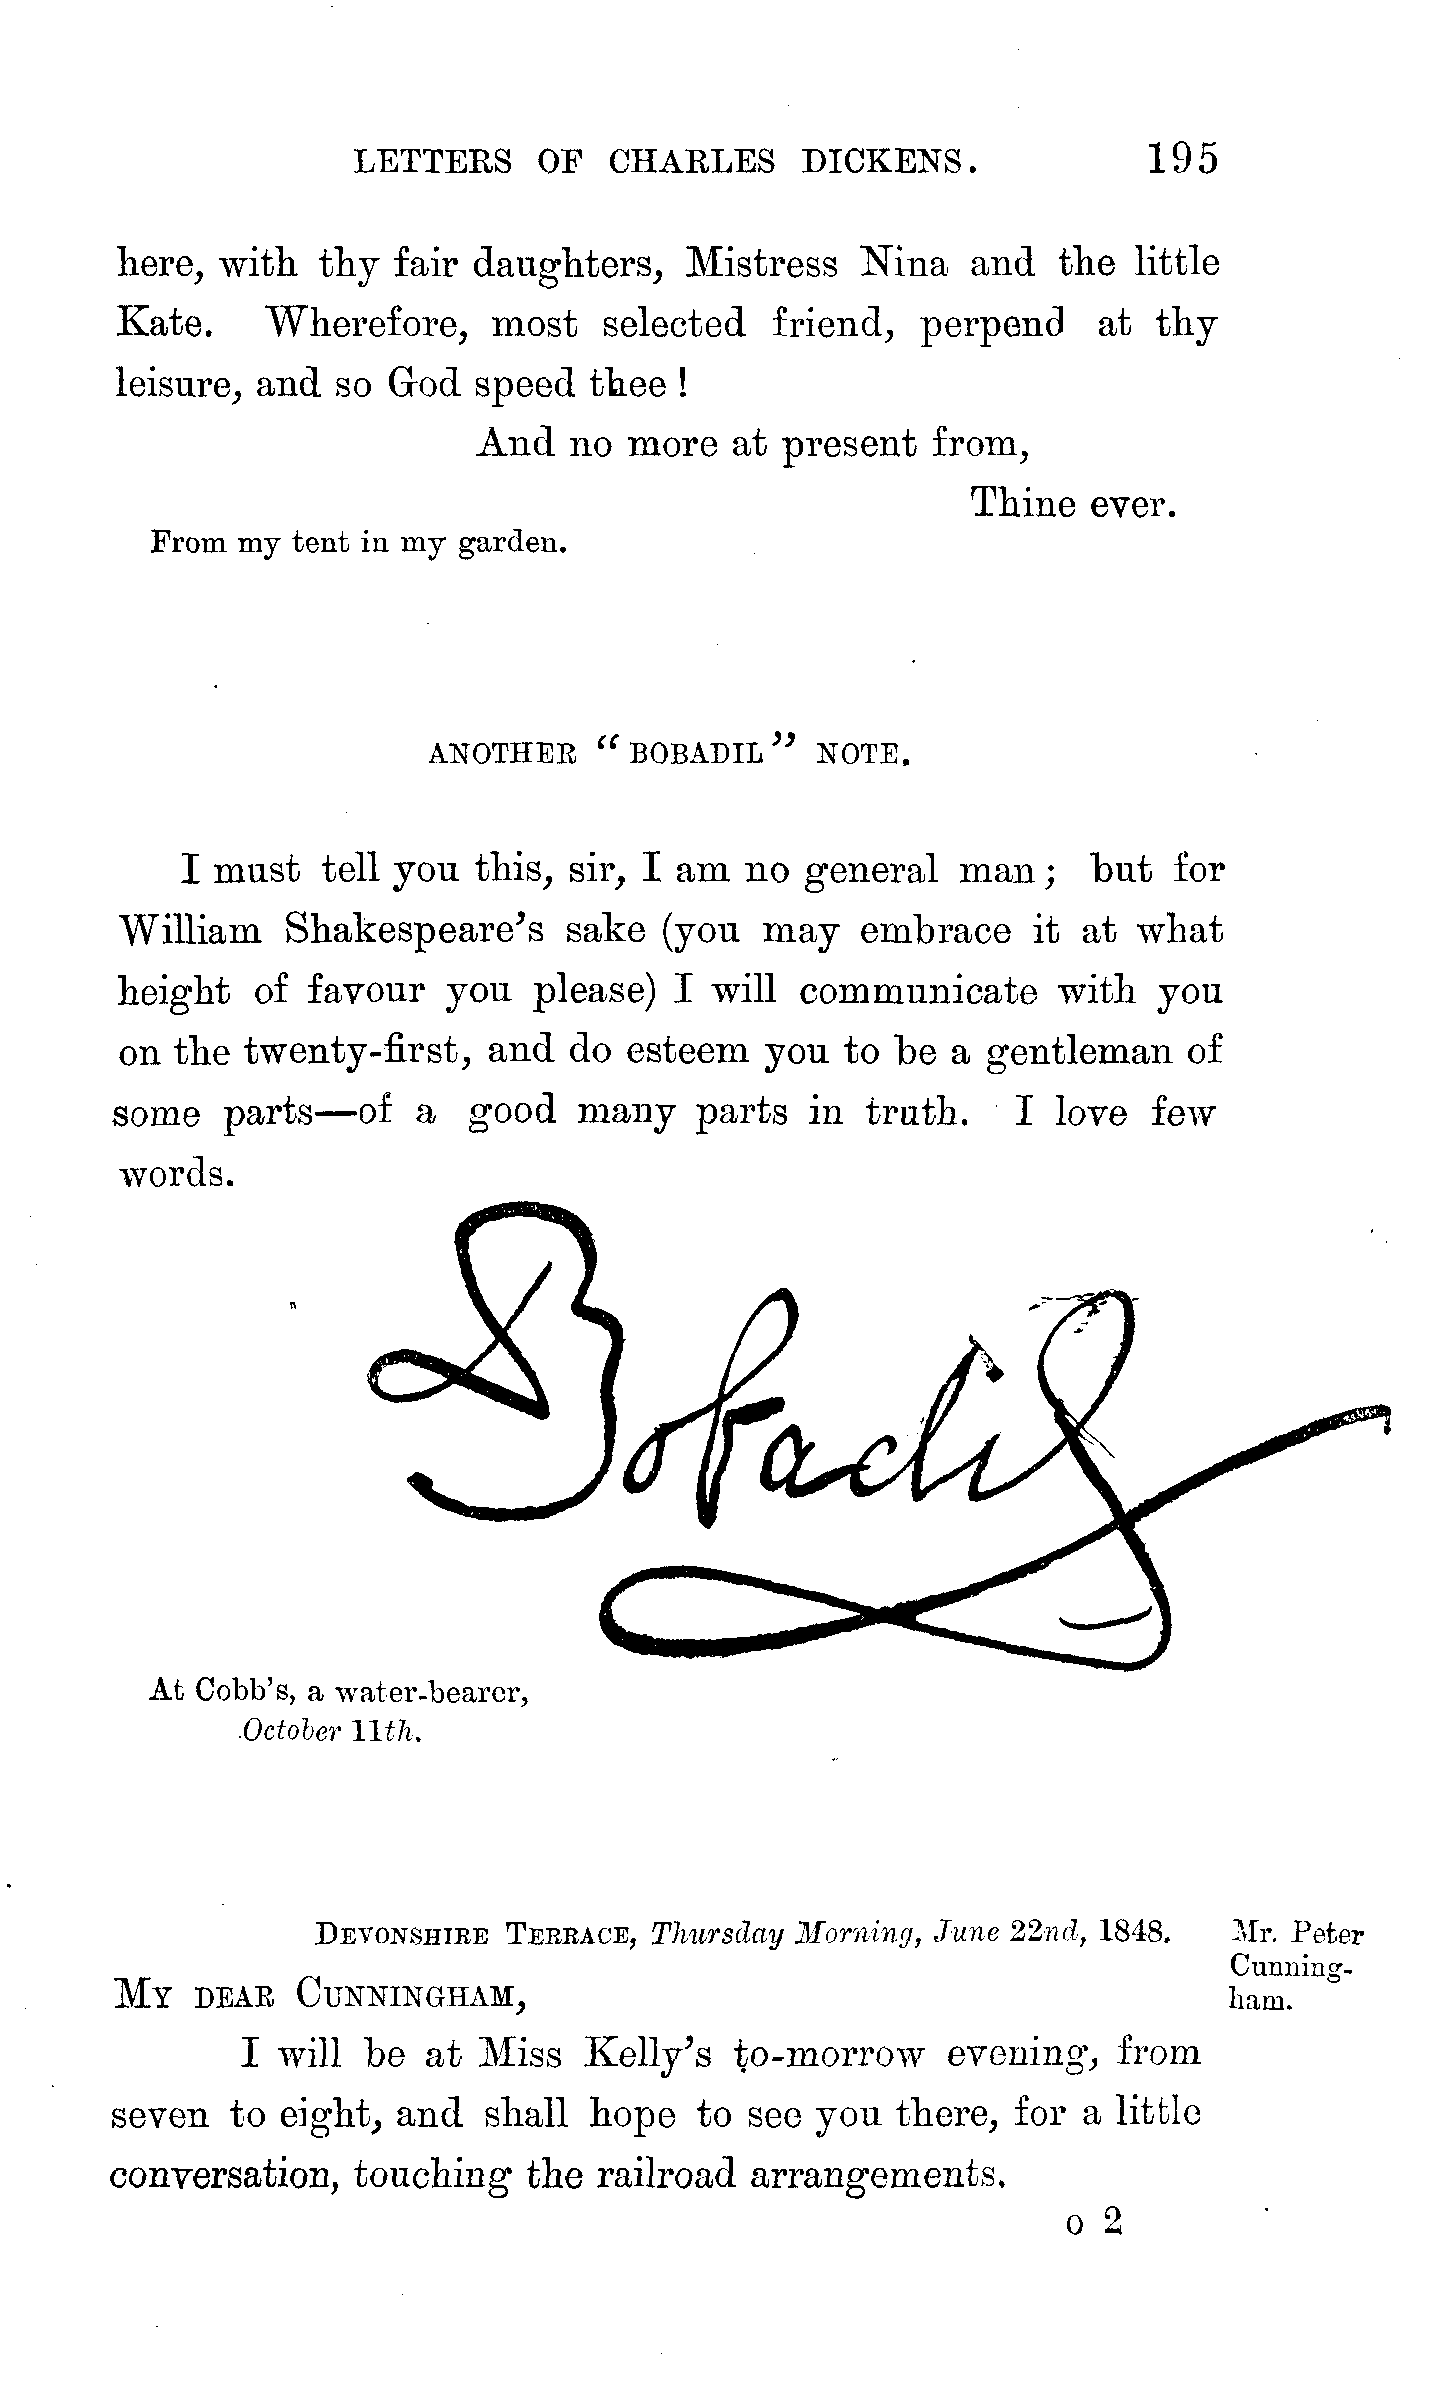 LETTERS OF CHARLES DICKENS. 195
here, with thy fair daughters, Mistress Nina and the little
Kate. Wherefore, most selected friend, perpend at thy
leisure, and so God speed thee!
And no more at present from,
Thine ever.
From my tent in my garden.
ANOTHER “BOBADIL” NOTE.
I must tell you this, sir, I am no general man; but for
William Shakespeare’s sake (you may embrace it at what
height of favour you please) I will communicate with you
on the twenty-first, and do esteem you to be a gentleman of
some parts—of a good many parts in truth. I love few
words.
Bobadil
At Cobb’s, a water-bearer,
October 11th.
DEVONSHIRE TERRACE, Thursday Morning, June 22nd, 1848.
Mr. Peter
Cunning-
ham.
MY DEAR CUNNINGHAM,
I will be at Miss Kelly’s to-morrow evening, from
seven to eight, and shall hope to see you there, for a little
conversation, touching the railroad arrangements.
O 2